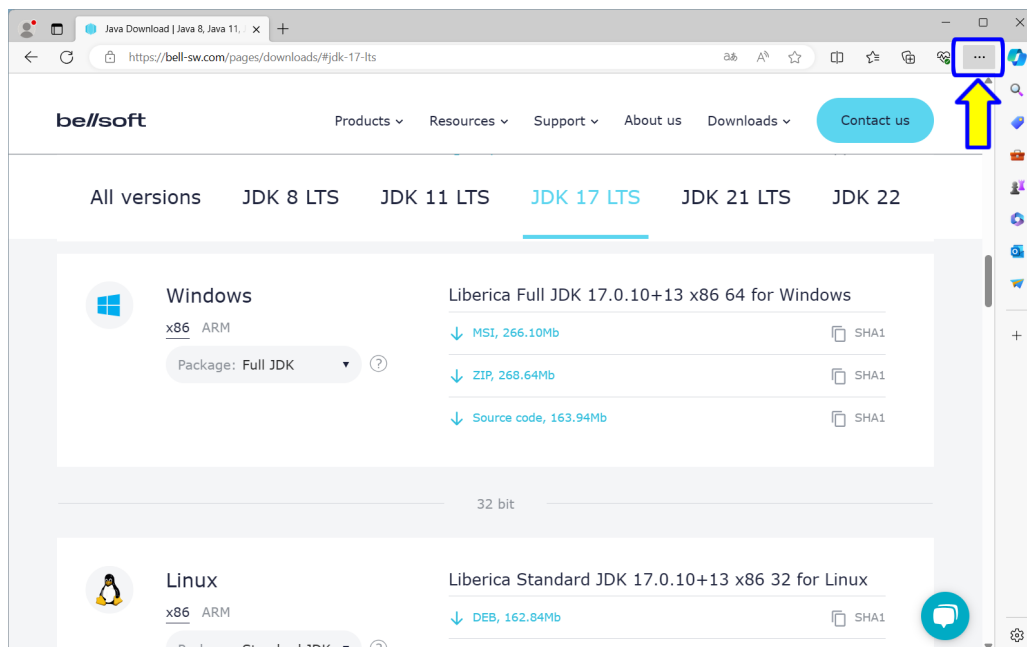 Java Download | Java 8, Java 11,
https://bell-sw.com/pages/downloads/#jdk-17-lts
bellsoft
Products
Resources
Support
About us
Downloads
Contact us
All versions
JDK 8 LTS
JDK 11 LTS
JDK 17 LTS
JDK 21 LTS
JDK 22
Windows
x86 ARM
Package: Full JDK
?
Liberica Full JDK 17.0.10+13 x86 64 for Windows
MSI, 266.10Mb SHA1
ZIP, 268.64Mb SHA1
Source code, 163.94Mb SHA1
32 bit
Linux
x86 ARM
Liberica Standard JDK 17.0.10+13 x86 32 for Linux
DEB, 162.84Mb SHA1
Standard JDK